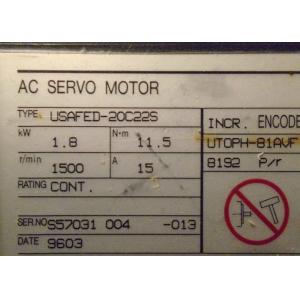 AC SERVO MOTOR
TYPE USAFED-20C22S
kW 1.8 N·m 11.5
r/min 1500 A 15
RATING CONT.
SER.NO S57031 004 -013
DATE 9603
INCR. ENCODE
UTOPH-81AVF
8192 P/r